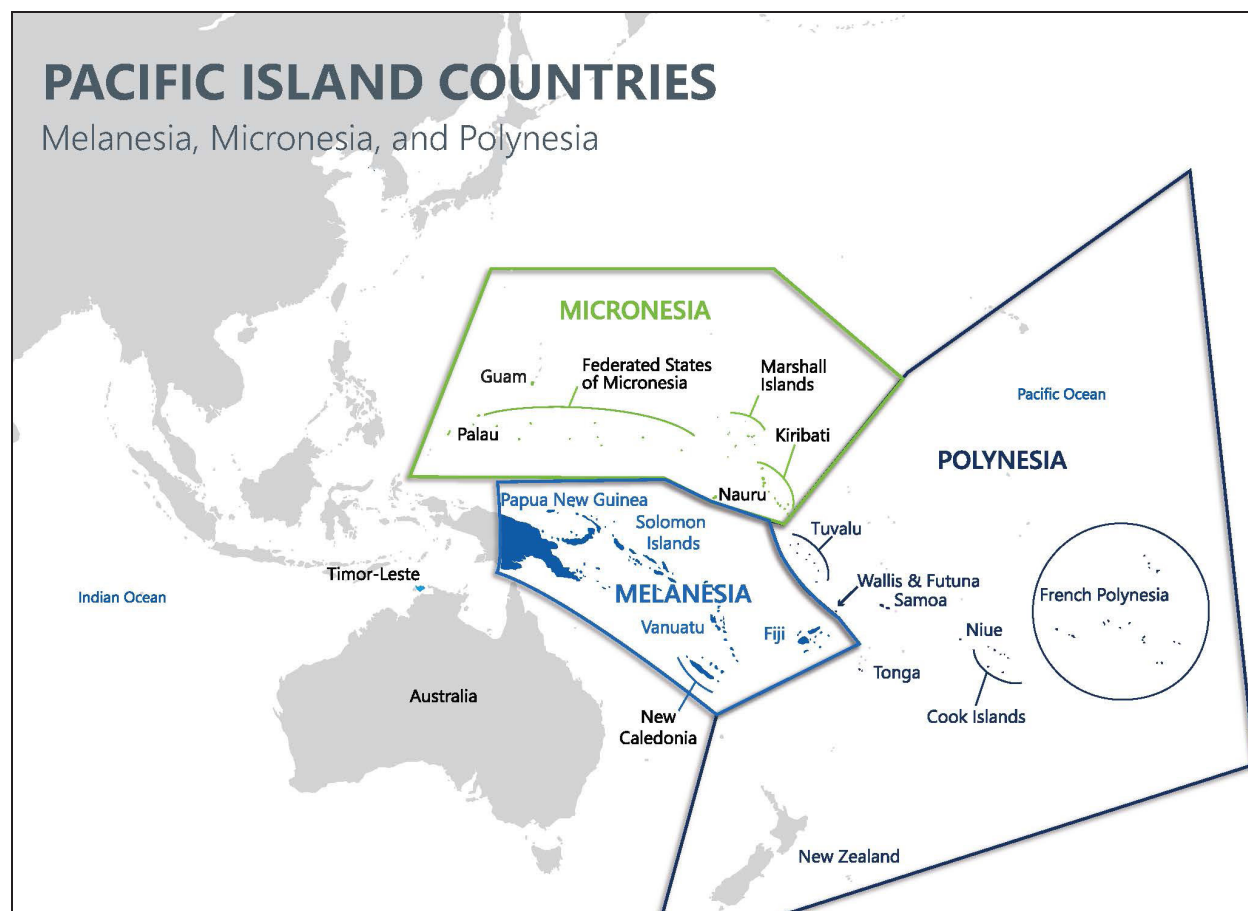 PACIFIC ISLAND COUNTRIES
Melanesia, Micronesia, and Polynesia
MICRONESIA
Guam
Federated States
of Micronesia
Marshall
Islands
Palau
Kiribati
Nauru
Pacific Ocean
POLYNESIA
Papua New Guinea
Solomon
Islands
Tuvalu
Timor-Leste
MELANESIA
Wallis & Futuna
Samoa
French Polynesia
Indian Ocean
Vanuatu
Fiji
Niue
Tonga
Australia
New
Caledonia
Cook Islands
New Zealand